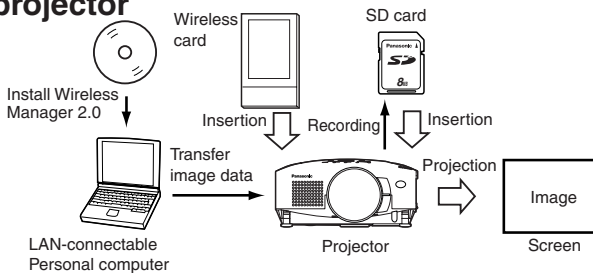 projector
Wireless
card
SD card
Panasonic
SD
Install Wireless
Manager 2.0
Insertion
Recording
Insertion
Transfer
image data
Projection
Panasonic
Image
LAN-connectable
Personal computer
Projector
Screen